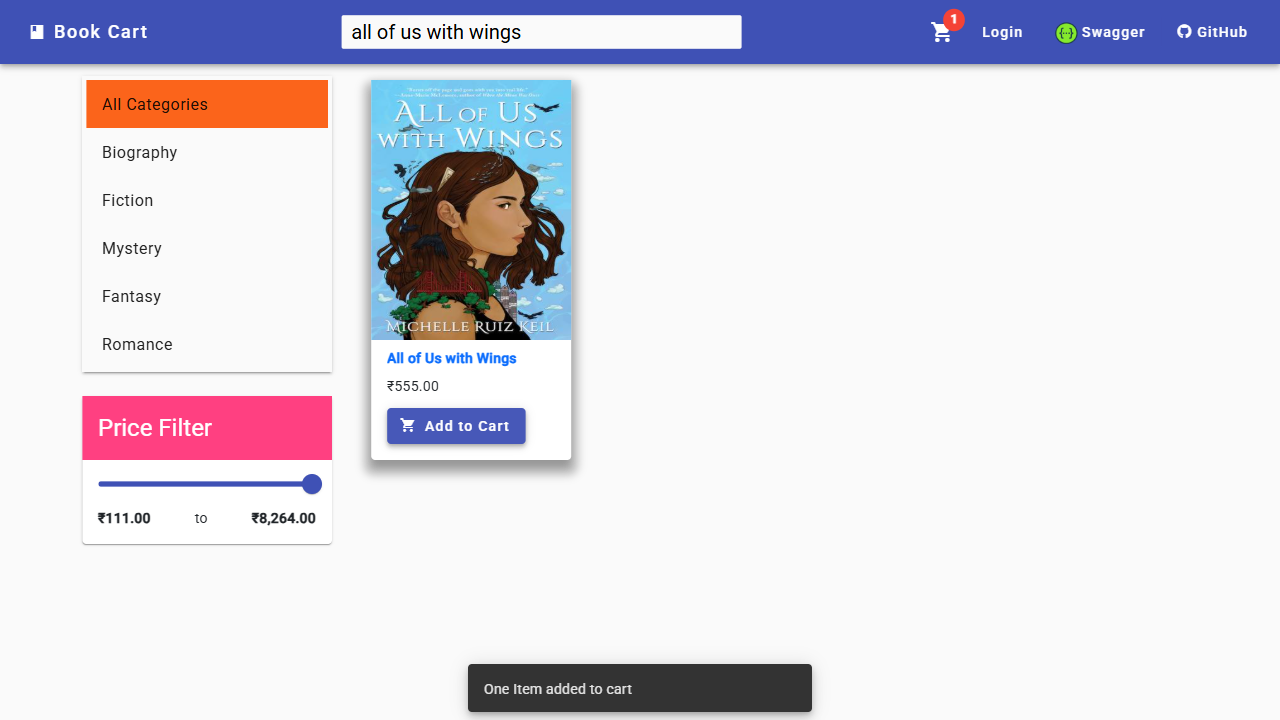 Book Cart
all of us with wings
1
Login
Swagger
GitHub
All Categories
Biography
Fiction
Mystery
Fantasy
Romance
Price Filter
₹111.00 to ₹8,264.00
ALL OF US
WITH WINGS
MICHELLE RUIZ KEIL
All of Us with Wings
₹555.00
Add to Cart
One Item added to cart